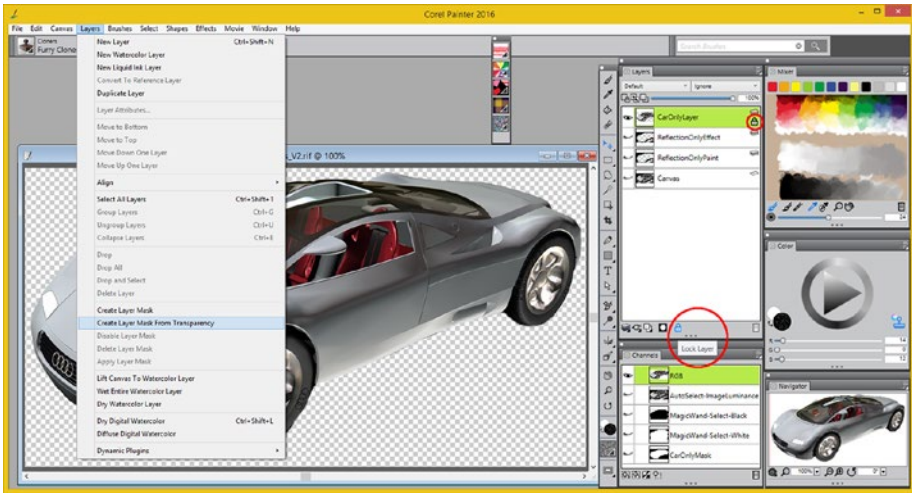 Corel Painter 2016
File Edit Canvas Layers Brushes Select Shapes Effects Movie Window Help
Cloners
Furry Clone
Search Brushes
New Layer Ctrl+Shift+N
New Watercolor Layer
New Liquid Ink Layer
Convert To Reference Layer
Duplicate Layer
Layer Attributes...
Move to Bottom
Move to Top
Move Down One Layer
Move Up One Layer
Align
Select All Layers Ctrl+Shift+1
Group Layers Ctrl+G
Ungroup Layers Ctrl+U
Collapse Layers Ctrl+E
Drop
Drop All
Drop and Select
Delete Layer
Create Layer Mask
Create Layer Mask From Transparency
Disable Layer Mask
Delete Layer Mask
Apply Layer Mask
Lift Canvas To Watercolor Layer
Wet Entire Watercolor Layer
Dry Watercolor Layer
Dry Digital Watercolor Ctrl+Shift+L
Diffuse Digital Watercolor
Dynamic Plugins
_V2.rif @ 100%
Layers
Default Ignore
100%
CarOnlyLayer
ReflectionOnlyEffect
ReflectionOnlyPaint
Canvas
Lock Layer
Channels
RGB
AutoSelect-ImageLuminance
MagicWand-Select-Black
MagicWand-Select-White
CarOnlyMask
Mixer
Color
Navigator
100% 0°